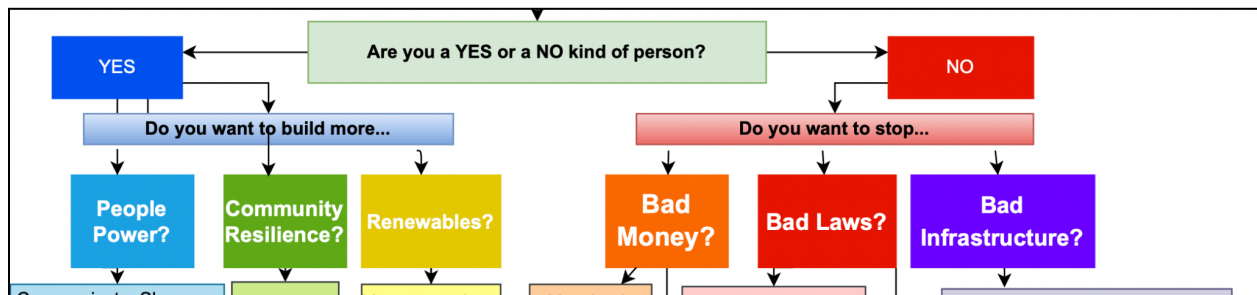 Are you a YES or a NO kind of person?
YES
NO
Do you want to build more...
Do you want to stop...
People
Power?
Community
Resilience?
Renewables?
Bad
Money?
Bad Laws?
Bad
Infrastructure?